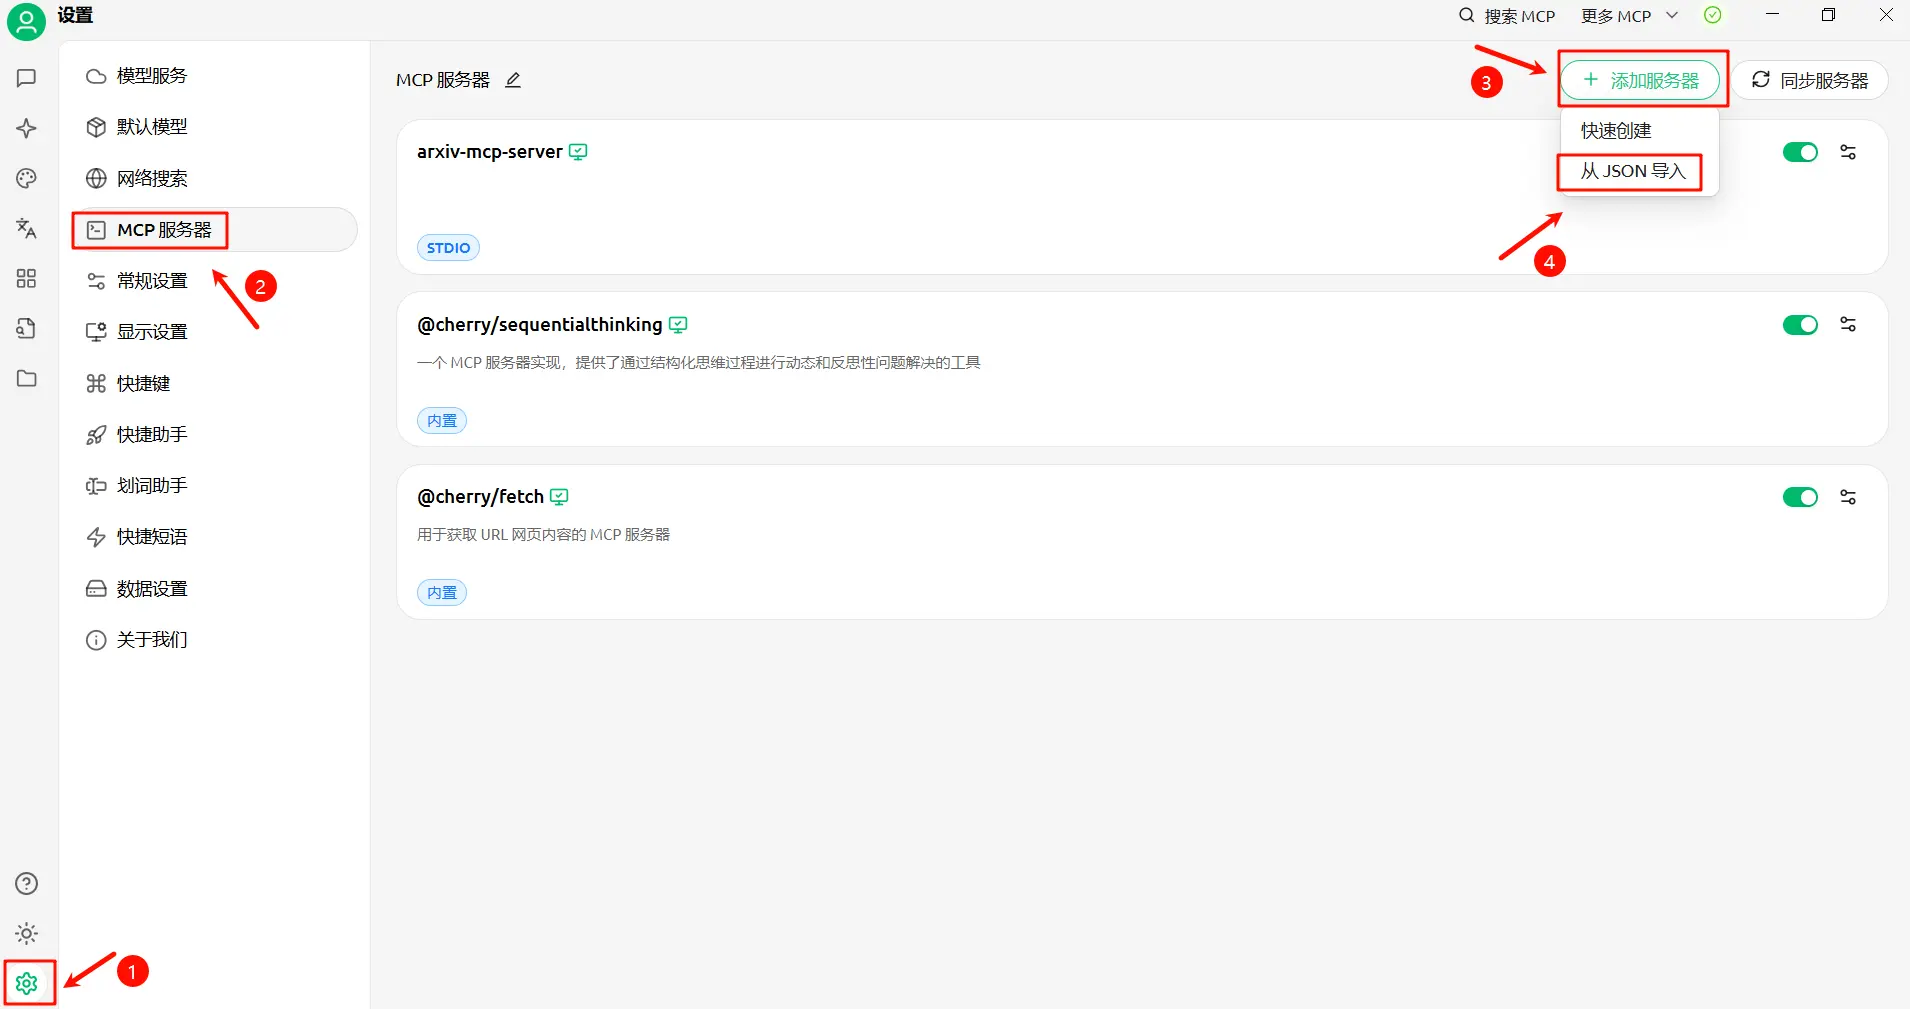 设置
搜索 MCP
更多 MCP
模型服务
默认模型
网络搜索
MCP 服务器
常规设置
显示设置
快捷键
快捷助手
划词助手
快捷短语
数据设置
关于我们
MCP 服务器
添加服务器
同步服务器
快速创建
从 JSON 导入
arxiv-mcp-server
STDIO
@cherry/sequentialthinking
一个 MCP 服务器实现，提供了通过结构化思维过程进行动态和反思性问题解决的工具
内置
@cherry/fetch
用于获取 URL 网页内容的 MCP 服务器
内置
1
2
3
4